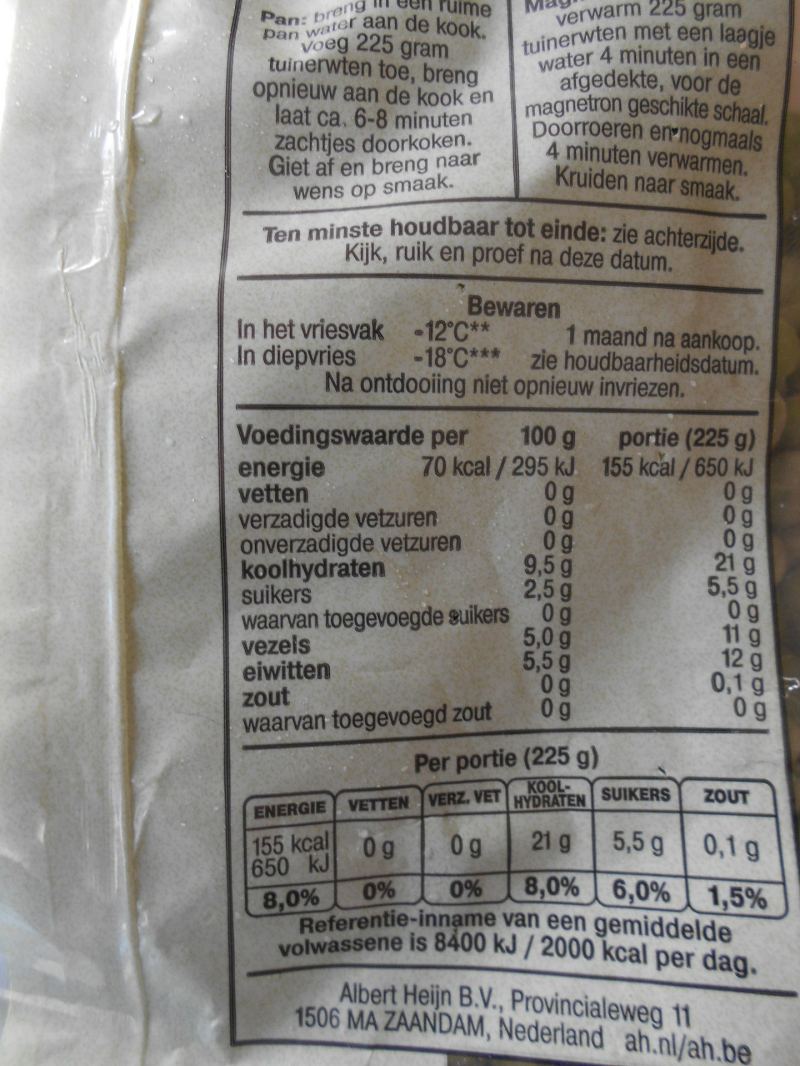 Pan: breng in een ruime
pan water aan de kook.
Voeg 225 gram
tuinerwten toe, breng
opnieuw aan de kook en
laat ca. 6-8 minuten
zachtjes doorkoken.
Giet af en breng naar
wens op smaak.
verwarm 225 gram
tuinerwten met een laagje
water 4 minuten in een
afgedekte, voor de
magnetron geschikte schaal.
Doorroeren en nogmaals
4 minuten verwarmen.
Kruiden naar smaak.
Ten minste houdbaar tot einde: zie achterzijde.
Kijk, ruik en proef na deze datum.
Bewaren
In het vriesvak -12°C** 1 maand na aankoop.
In diepvries -18°C*** zie houdbaarheidsdatum.
Na ontdooiing niet opnieuw invriezen.
Voedingswaarde per 100 g portie (225 g)
energie 70 kcal / 295 kJ 155 kcal / 650 kJ
vetten 0 g 0 g
verzadigde vetzuren 0 g 0 g
onverzadigde vetzuren 0 g 0 g
koolhydraten 9,5 g 21 g
suikers 2,5 g 5,5 g
waarvan toegevoegde suikers 0 g 0 g
vezels 5,0 g 11 g
eiwitten 5,5 g 12 g
zout 0 g 0,1 g
waarvan toegevoegd zout 0 g 0 g
Per portie (225 g)
ENERGIE VETTEN VERZ. VET KOOL-HYDRATEN SUIKERS ZOUT
155 kcal 0 g 0 g 21 g 5,5 g 0,1 g
650 kJ
8,0% 0% 0% 8,0% 6,0% 1,5%
Referentie-inname van een gemiddelde
volwassene is 8400 kJ / 2000 kcal per dag.
Albert Heijn B.V., Provincialeweg 11
1506 MA ZAANDAM, Nederland ah.nl/ah.be